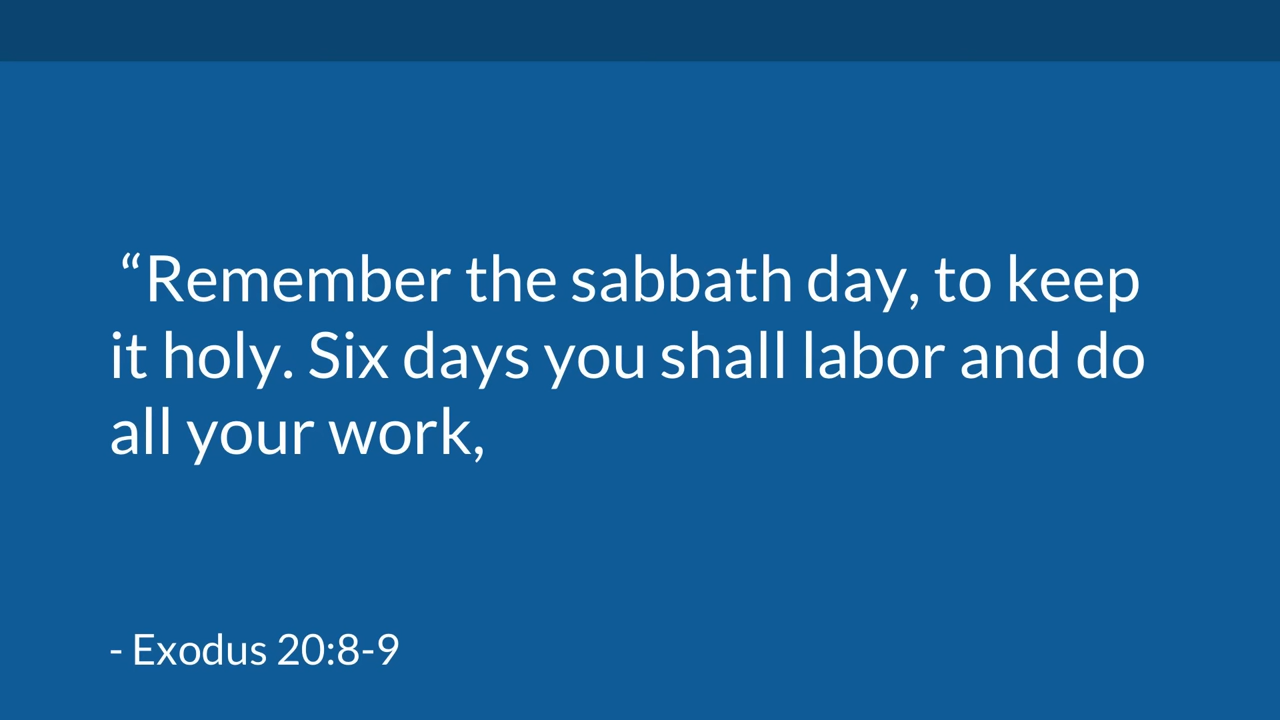 “Remember the sabbath day, to keep
it holy. Six days you shall labor and do
all your work,
- Exodus 20:8-9